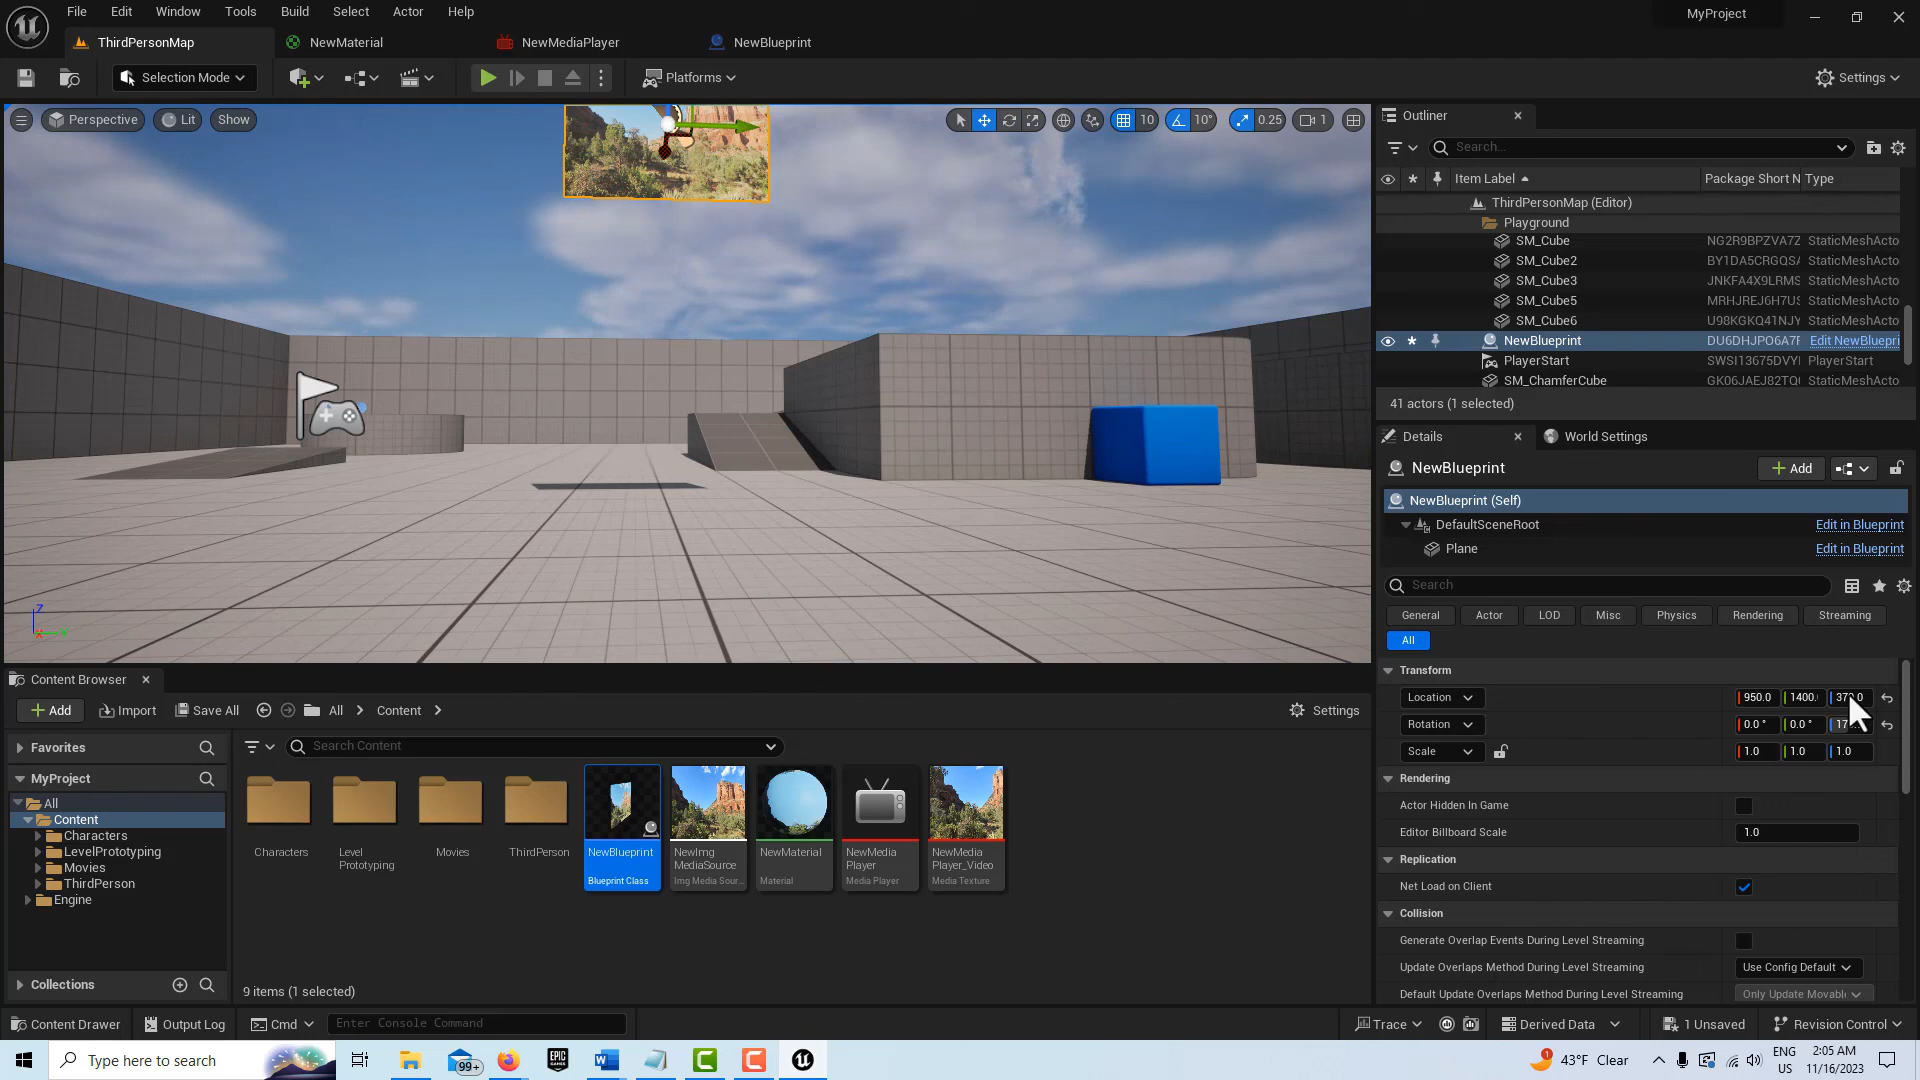 File Edit Window Tools Build Select Actor Help
MyProject
ThirdPersonMap
NewMaterial
NewMediaPlayer
NewBlueprint
Selection Mode
Platforms
Settings
Perspective
Lit
Show
10
10°
0.25
1
Outliner
Search...
Item Label
Package Short N
Type
ThirdPersonMap (Editor)
Playground
SM_Cube NG2R9BPZVA7Z StaticMeshActo
SM_Cube2 BY1DA5CRGQSA StaticMeshActo
SM_Cube3 JNKFA4X9LRMS StaticMeshActo
SM_Cube5 MRHJREJ6H7US StaticMeshActo
SM_Cube6 U98KGKQ41NJY StaticMeshActo
NewBlueprint DU6DHJPO6A7F Edit NewBluepri
PlayerStart SWSI13675DVYI PlayerStart
SM_ChamferCube GK06JAEJ82TQ StaticMeshActo
41 actors (1 selected)
Details
World Settings
NewBlueprint
Add
NewBlueprint (Self)
DefaultSceneRoot Edit in Blueprint
Plane Edit in Blueprint
Search
General Actor LOD Misc Physics Rendering Streaming
All
Transform
Location 950.0 1400.
Rotation 0.0 ° 0.0 ° 17
Scale 1.0 1.0 1.0
Rendering
Actor Hidden In Game
Editor Billboard Scale 1.0
Replication
Net Load on Client
Collision
Generate Overlap Events During Level Streaming
Update Overlaps Method During Level Streaming Use Config Default
Default Update Overlaps Method During Level Streaming Only Update Movabl
Z
Content Browser
Add
Import
Save All
All
Content
Settings
Favorites
Search Content
MyProject
All
Content
Characters
LevelPrototyping
Movies
ThirdPerson
Engine
Collections
Characters
Level
Prototyping
Movies
ThirdPerson
NewBlueprint
Blueprint Class
NewImg
MediaSource
Img Media Sour..
NewMaterial
Material
NewMedia
Player
Media Player
NewMedia
Player_Video
Media Texture
9 items (1 selected)
Content Drawer
Output Log
Cmd
Enter Console Command
Trace
Derived Data
1 Unsaved
Revision Control
Type here to search
99+
EPIC
GAMES
1
43°F Clear
ENG
US
2:05 AM
11/16/2023